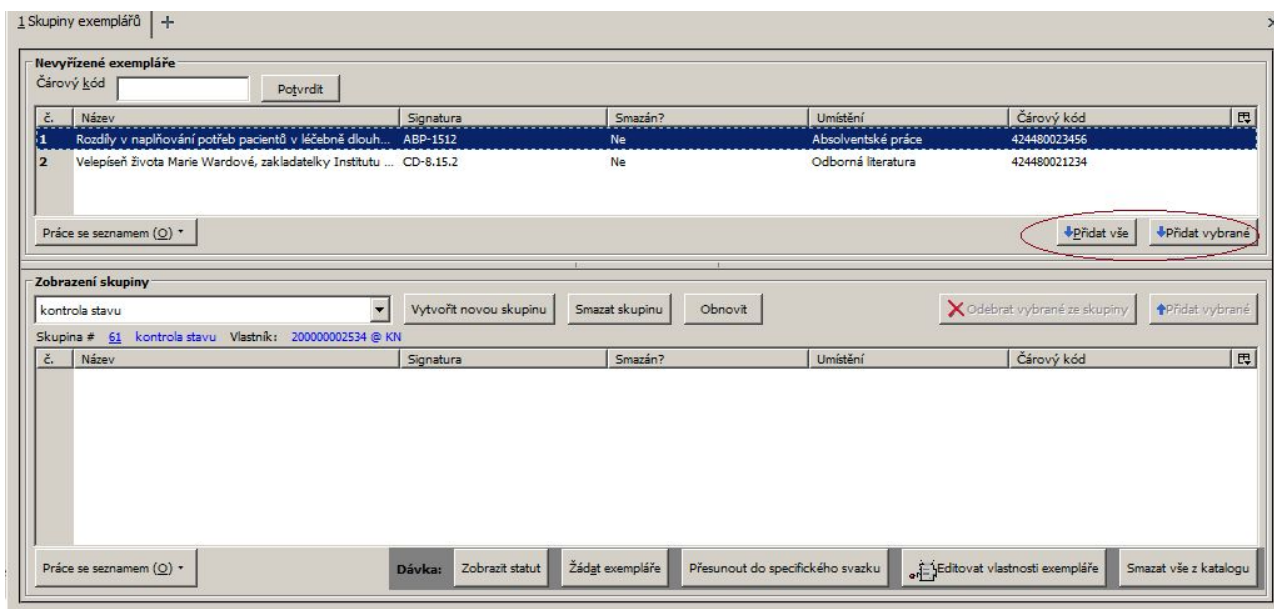 1 Skupiny exemplářů +
Nevyřízené exempláře
Čárový kód Potvrdit
č. Název Signatura Smazán? Umístění Čárový kód
1 Rozdíly v naplňování potřeb pacientů v léčebně dlouh... ABP-1512 Ne Absolventské práce 424480023456
2 Velepíseň života Marie Wardové, zakladatelky Institutu ... CD-8.15.2 Ne Odborná literatura 424480021234
Práce se seznamem (O) Přidat vše Přidat vybrané
Zobrazení skupiny
kontrola stavu Vytvořit novou skupinu Smazat skupinu Obnovit Odebrat vybrané ze skupiny Přidat vybrané
Skupina # 61 kontrola stavu Vlastník: 200000002534 @ KN
č. Název Signatura Smazán? Umístění Čárový kód
Práce se seznamem (O) Dávka: Zobrazit statut Žádat exempláře Přesunout do specifického svazku Editovat vlastnosti exempláře Smazat vše z katalogu